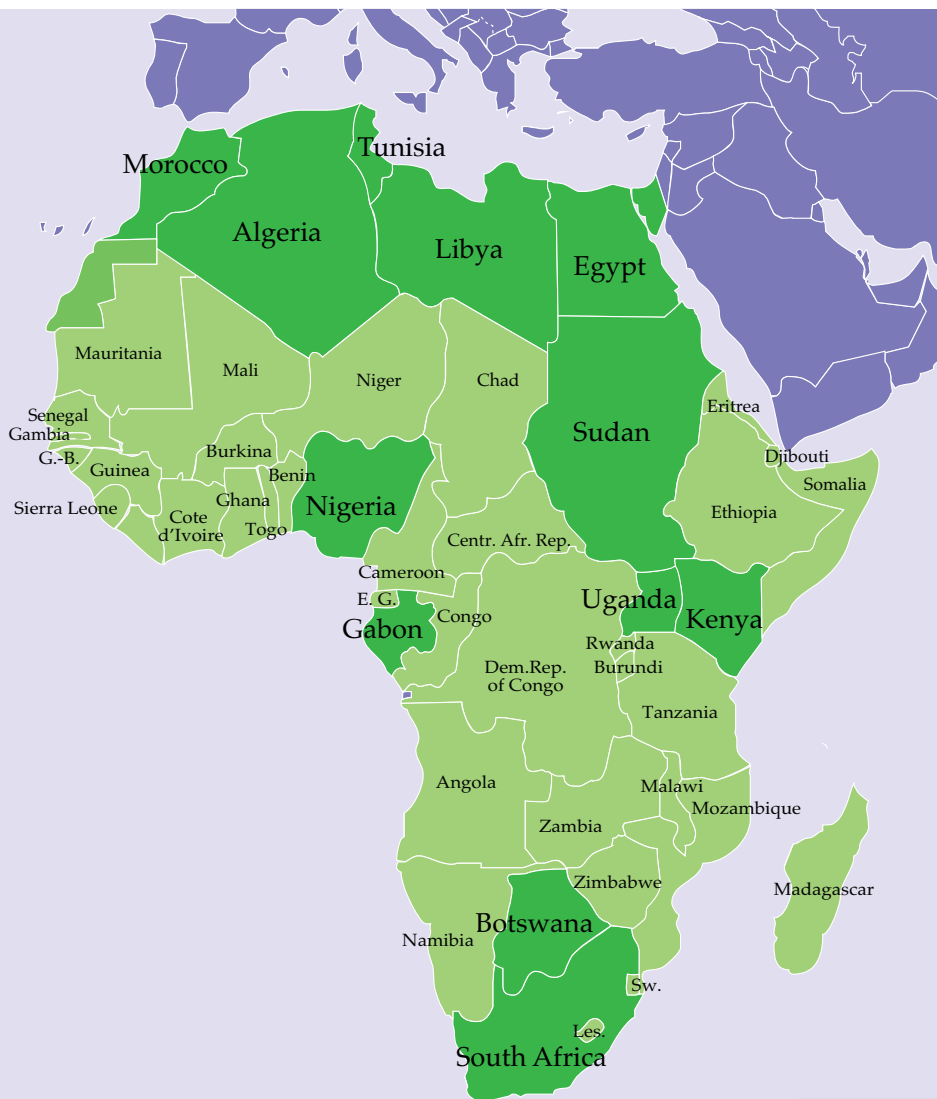 Tunisia
Morocco
Algeria
Libya
Egypt
Mauritania
Mali
Niger
Chad
Eritrea
Senegal
Gambia
Sudan
Burkina
G.-B.
Guinea
Djibouti
Benin
Somalia
Ghana
Nigeria
Sierra Leone
Ethiopia
Cote
d'Ivoire
Togo
Centr. Afr. Rep.
Cameroon
E. G.
Uganda
Congo
Kenya
Gabon
Rwanda
Dem.Rep.
of Congo
Burundi
Tanzania
Angola
Malawi
Mozambique
Zambia
Zimbabwe
Madagascar
Botswana
Namibia
Sw.
Les.
South Africa